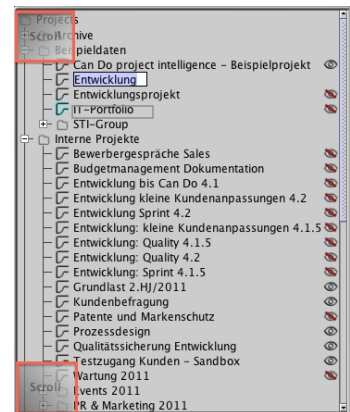 Projects
Scroll
Archive
Beispieldaten
Can Do project intelligence – Beispielprojekt
Entwicklung
Entwicklungsprojekt
IT-Portfolio
STI-Group
Interne Projekte
Bewerbergespräche Sales
Budgetmanagement Dokumentation
Entwicklung bis Can Do 4.1
Entwicklung kleine Kundenanpassungen 4.2
Entwicklung Sprint 4.2
Entwicklung: kleine Kundenanpassungen 4.1.5
Entwicklung: Quality 4.1.5
Entwicklung: Quality 4.2
Entwicklung: Sprint 4.1.5
Grundlast 2.HJ/2011
Kundenbefragung
Patente und Markenschutz
Prozessdesign
Qualitätssicherung Entwicklung
Testzugang Kunden – Sandbox
Wartung 2011
Scroll
Events 2011
PR & Marketing 2011